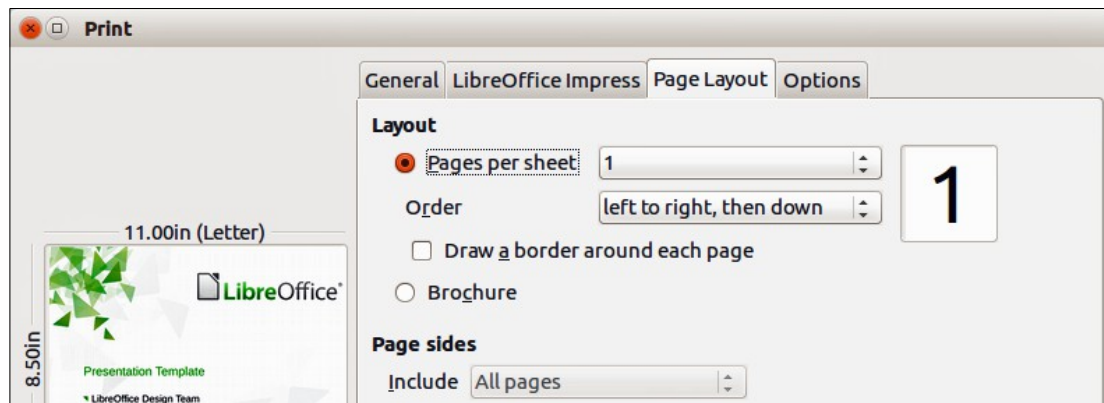 Print
General LibreOffice Impress Page Layout Options
Layout
Pages per sheet 1
1
Order left to right, then down
Draw a border around each page
Brochure
Page sides
Include All pages
11.00in (Letter)
8.50in
LibreOffice
Presentation Template
LibreOffice Design Team